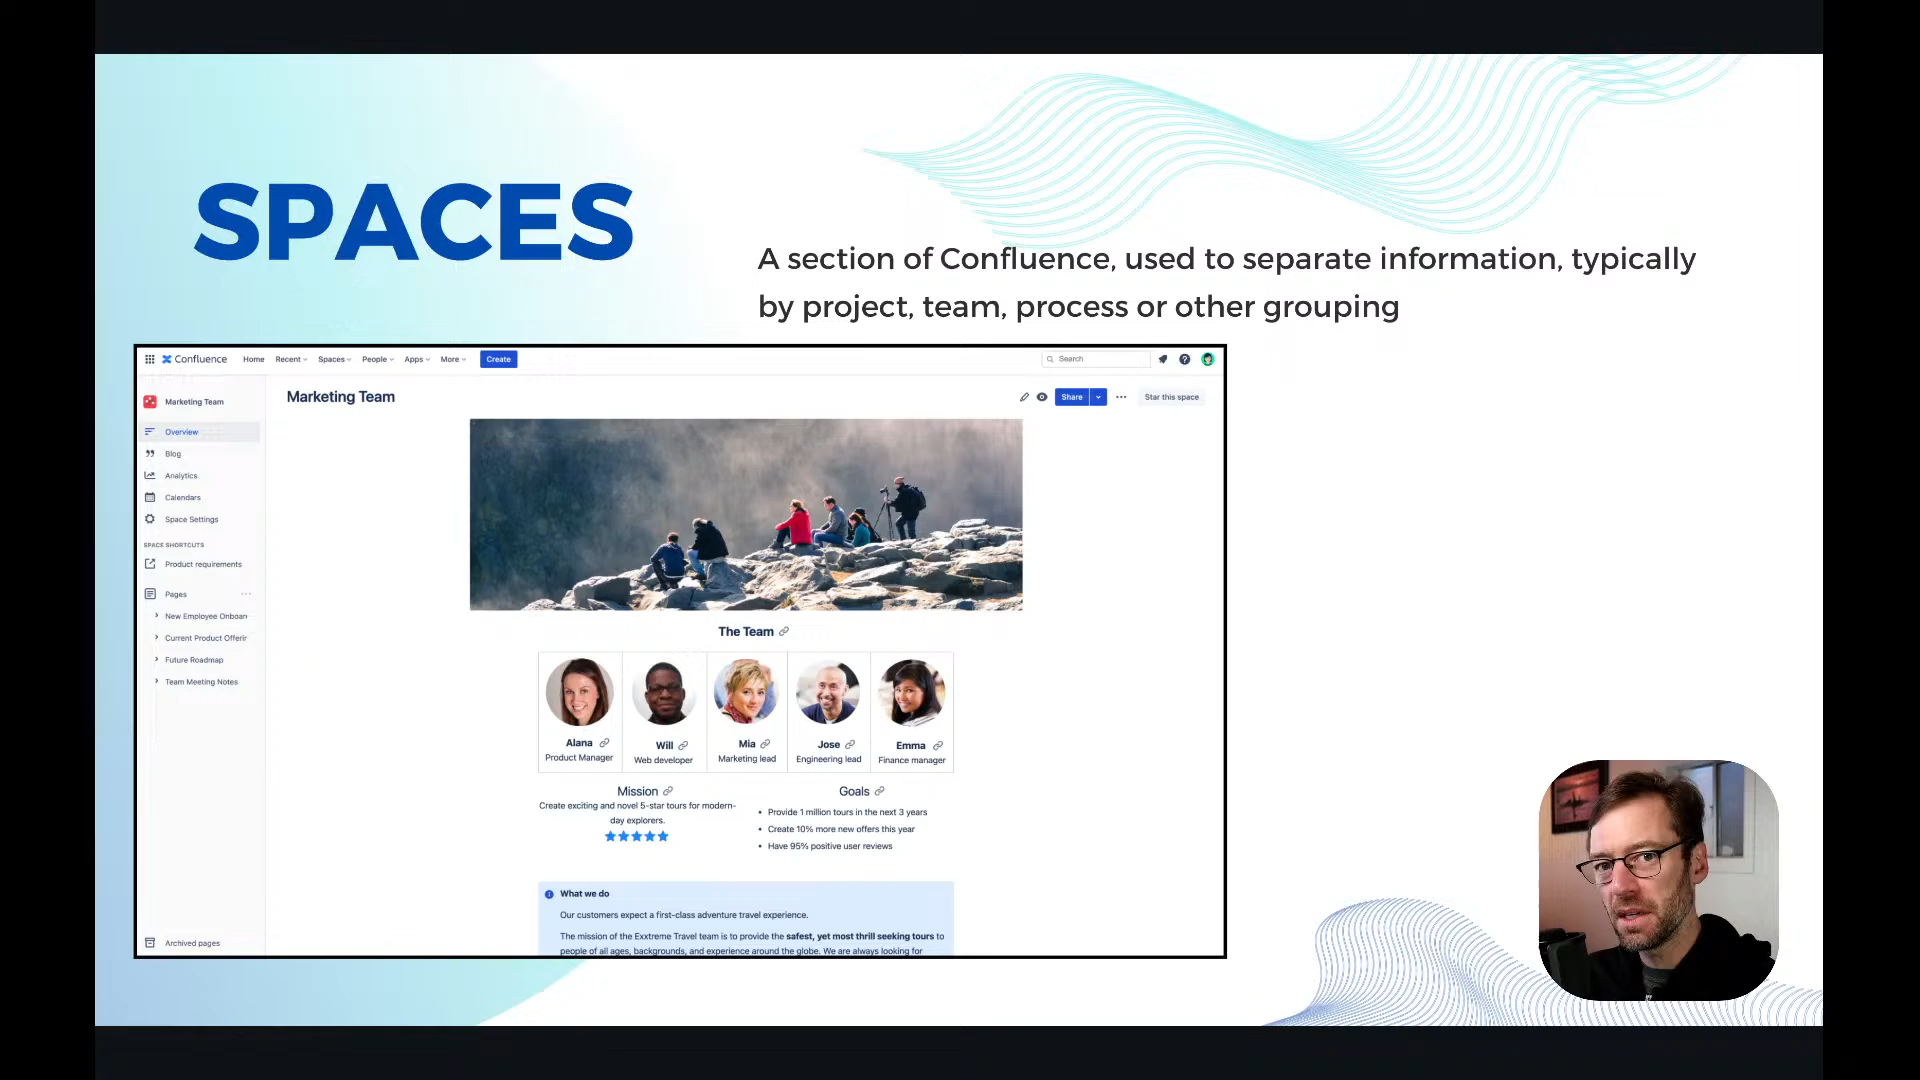 SPACES
A section of Confluence, used to separate information, typically
by project, team, process or other grouping
Confluence Home Recent Spaces People Apps More Create Search
Marketing Team
Overview
Blog
Analytics
Calendars
Space Settings
SPACE SHORTCUTS
Product requirements
Pages
New Employee Onboar
Current Product Offerin
Future Roadmap
Team Meeting Notes
Archived pages
Marketing Team
Share Star this space
The Team
Alana Will Mia Jose Emma
Product Manager Web developer Marketing lead Engineering lead Finance manager
Mission
Create exciting and novel 5-star tours for modern-
day explorers.
Goals
• Provide 1 million tours in the next 3 years
• Create 10% more new offers this year
• Have 95% positive user reviews
What we do
Our customers expect a first-class adventure travel experience.
The mission of the Exxtreme Travel team is to provide the safest, yet most thrill seeking tours to
people of all ages, backgrounds, and experience around the globe. We are always looking for